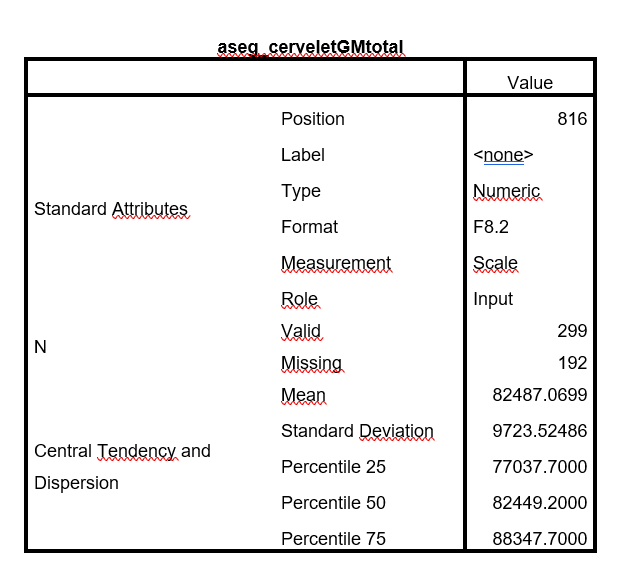 aseg_cerveletGMtotal
Value
Standard Attributes
Position 816
Label <none>
Type Numeric
Format F8.2
Measurement Scale
Role Input
N
Valid 299
Missing 192
Central Tendency and
Dispersion
Mean 82487.0699
Standard Deviation 9723.52486
Percentile 25 77037.7000
Percentile 50 82449.2000
Percentile 75 88347.7000